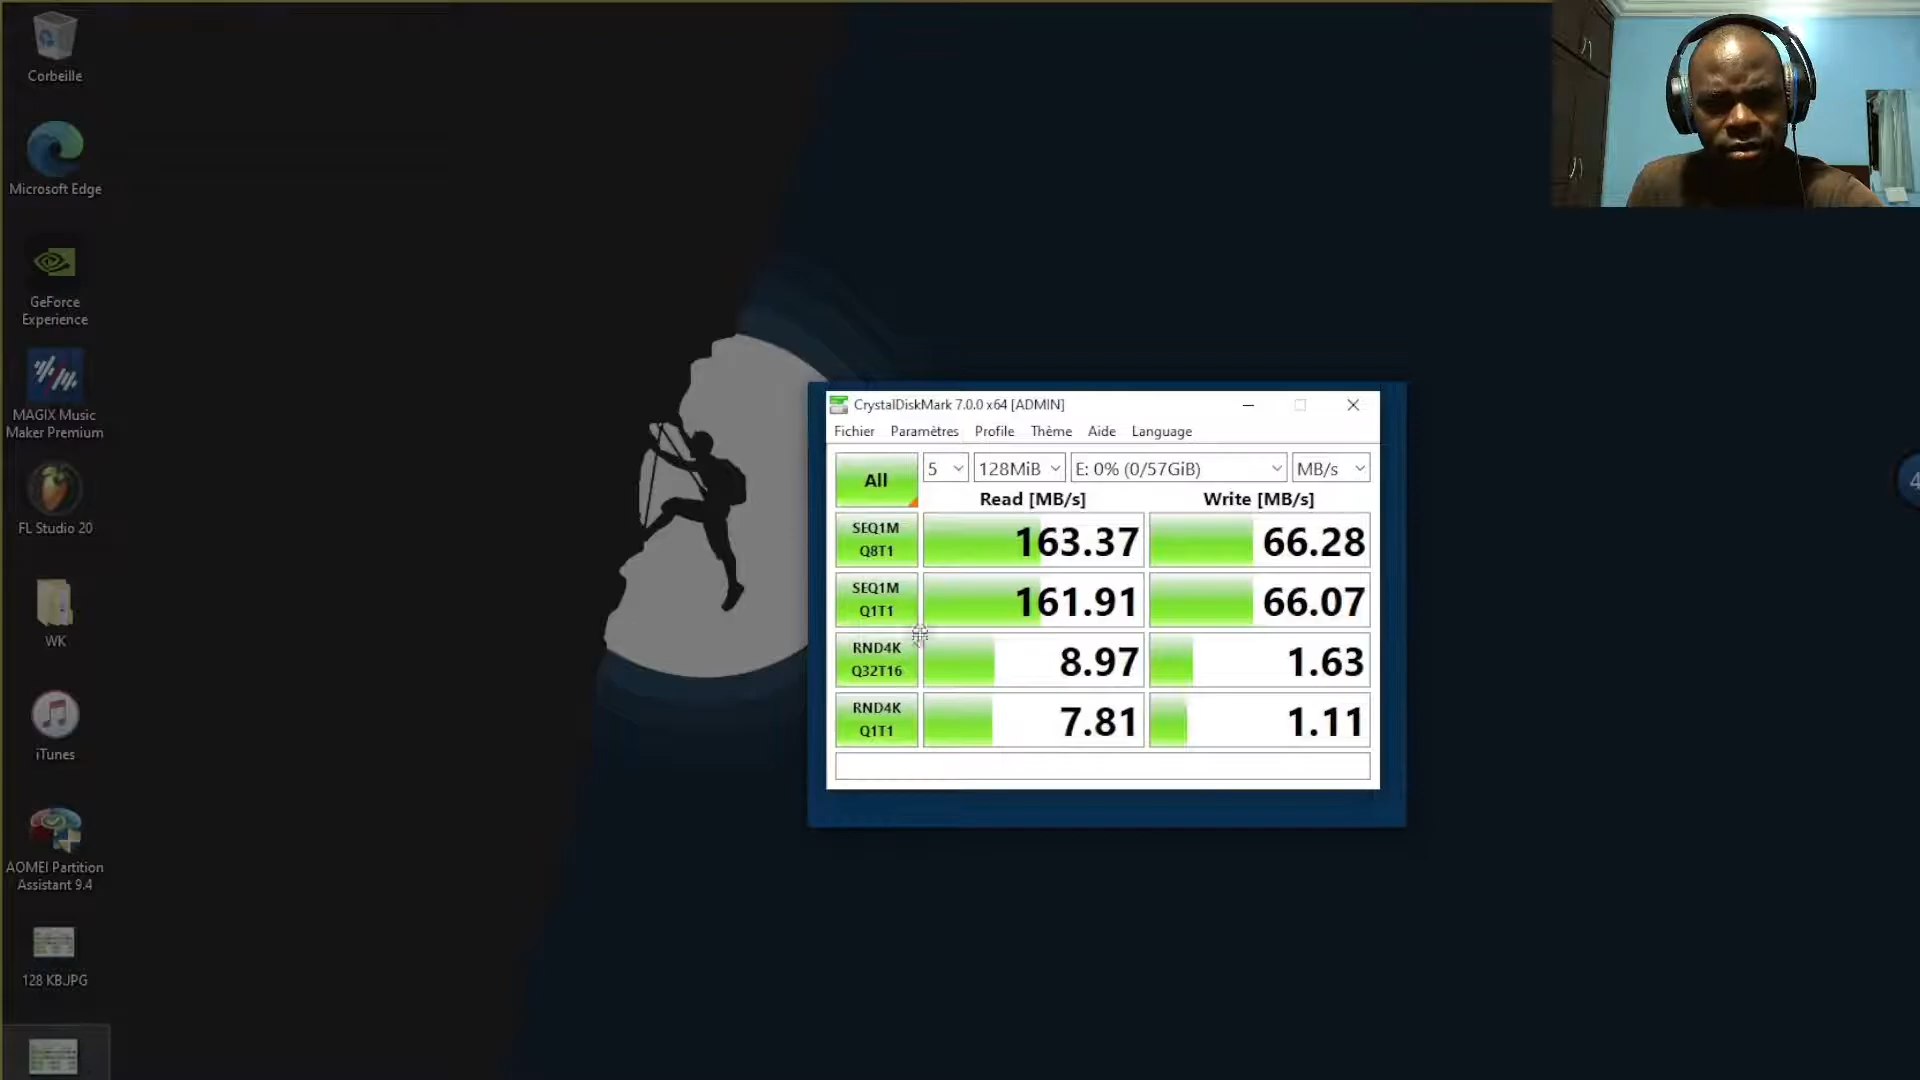 Corbeille
Microsoft Edge
GeForce
Experience
MAGIX Music
Maker Premium
FL Studio 20
WK
iTunes
AOMEI Partition
Assistant 9.4
128 KB.JPG
CrystalDiskMark 7.0.0 x64 [ADMIN]
Fichier Paramètres Profile Thème Aide Language
All 5 128MiB E: 0% (0/57GiB) MB/s
Read [MB/s] Write [MB/s]
SEQ1M
Q8T1 163.37 66.28
SEQ1M
Q1T1 161.91 66.07
RND4K
Q32T16 8.97 1.63
RND4K
Q1T1 7.81 1.11
4